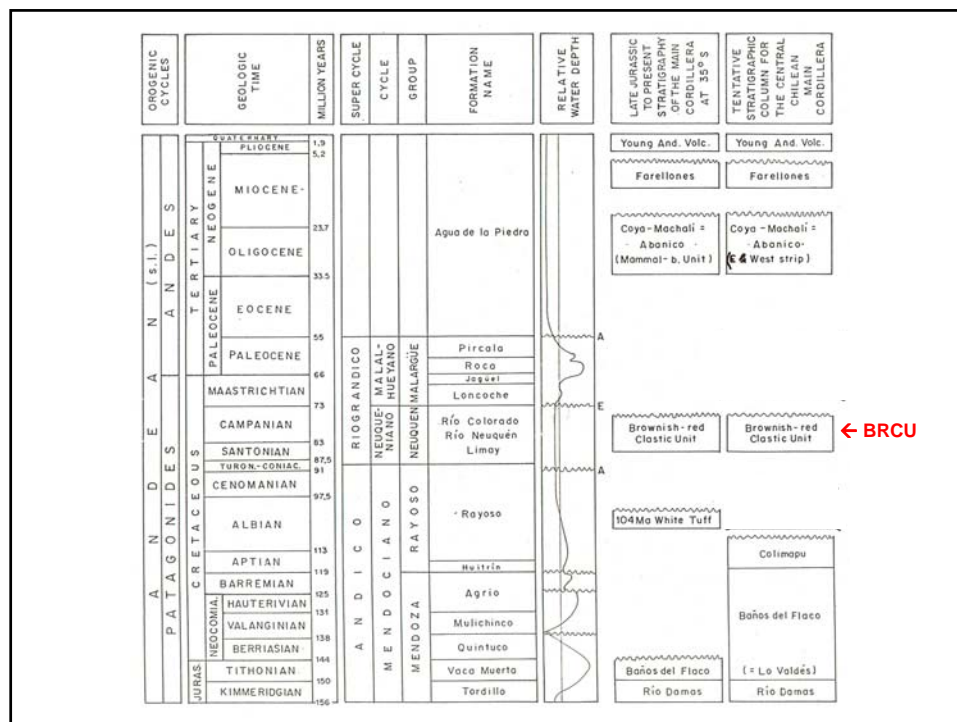 OROGENIC
CYCLES
GEOLOGIC
TIME
MILLION YEARS
SUPER CYCLE
CYCLE
GROUP
FORMATION
NAME
RELATIVE
WATER DEPTH
LATE JURASSIC
TO PRESENT
STRATIGRAPHY
OF THE MAIN
CORDILLERA
AT 35° S
TENTATIVE
STRATIGRAPHIC
COLUMN FOR
THE CENTRAL
CHILEAN
MAIN
CORDILLERA
ANDEAN (s.l.)
PATAGONIDES
ANDES
JURAS.
CRETACEOUS
TERTIARY
NEOCOMIA.
PALEOCENE
NEOGENE
QUATERNARY
1,9
PLIOCENE
5,2
MIOCENE
23,7
OLIGOCENE
33,5
EOCENE
55
PALEOCENE
66
MAASTRICHTIAN
73
CAMPANIAN
83
SANTONIAN
87,5
TURON.-CONIAC.
91
CENOMANIAN
97,5
ALBIAN
113
APTIAN
119
BARREMIAN
125
HAUTERIVIAN
131
VALANGINIAN
138
BERRIASIAN
144
TITHONIAN
150
KIMMERIDGIAN
156
ANDICO
RIOGRANDICO
MENDOCIANO
NEUQUE-
NIANO
MALAL-
HUEYANO
MENDOZA
RAYOSO
NEUQUEN
MALARGÜE
Agua de la Piedra
Pircala
Roca
Jagüel
Loncoche
Río Colorado
Río Neuquén
Limay
Rayoso
Huitrín
Agrio
Mulichinco
Quintuco
Vaca Muerta
Tordillo
A
E
A
Young And. Volc.
Farellones
Coya-Machalí =
Abanico
(Mammal-b. Unit)
Brownish-red
Clastic Unit
104Ma White Tuff
Baños del Flaco
Río Damas
Young And. Volc.
Farellones
Coya-Machalí =
Abanico
(E & West strip)
Brownish-red
Clastic Unit
← BRCU
Colimapu
Baños del Flaco
(= Lo Valdés)
Río Damas